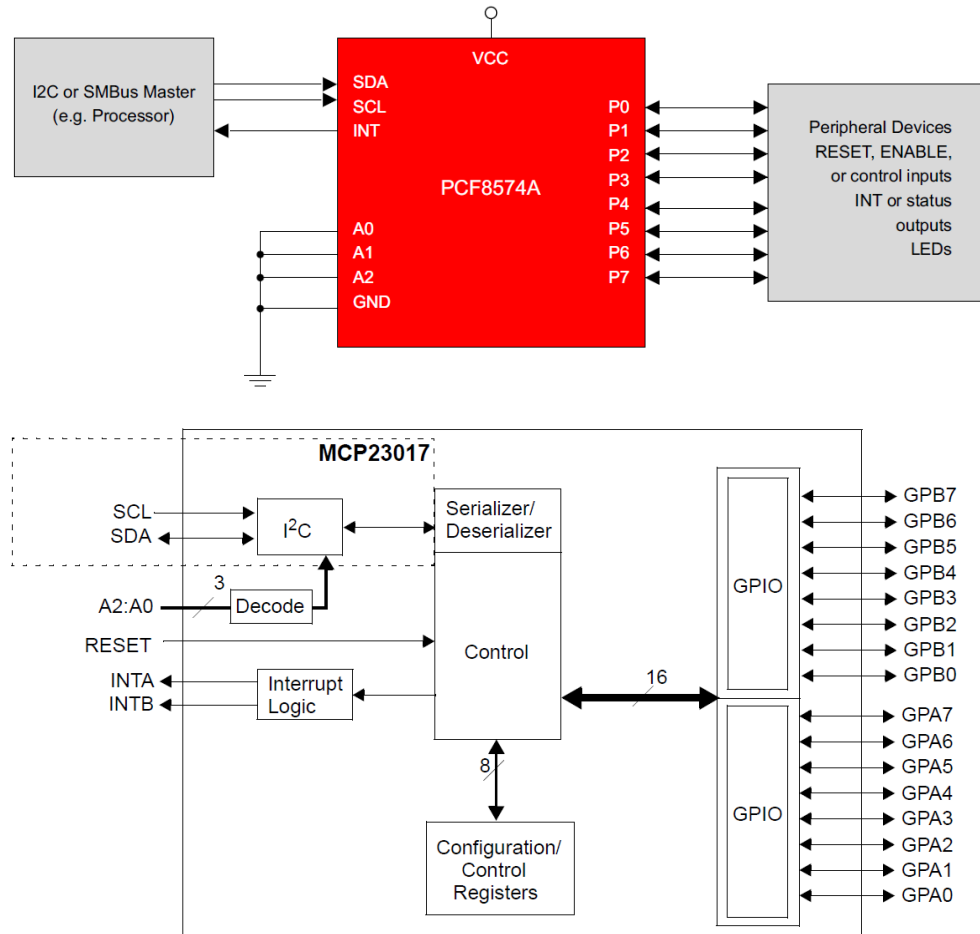 VCC
I2C or SMBus Master
(e.g. Processor)
SDA
SCL
INT
PCF8574A
A0
A1
A2
GND
P0
P1
P2
P3
P4
P5
P6
P7
Peripheral Devices
RESET, ENABLE,
or control inputs
INT or status
outputs
LEDs
MCP23017
SCL
SDA
I2C
Serializer/
Deserializer
3
A2:A0
Decode
RESET
INTA
INTB
Interrupt
Logic
Control
16
8
Configuration/
Control
Registers
GPIO
GPIO
GPB7
GPB6
GPB5
GPB4
GPB3
GPB2
GPB1
GPB0
GPA7
GPA6
GPA5
GPA4
GPA3
GPA2
GPA1
GPA0